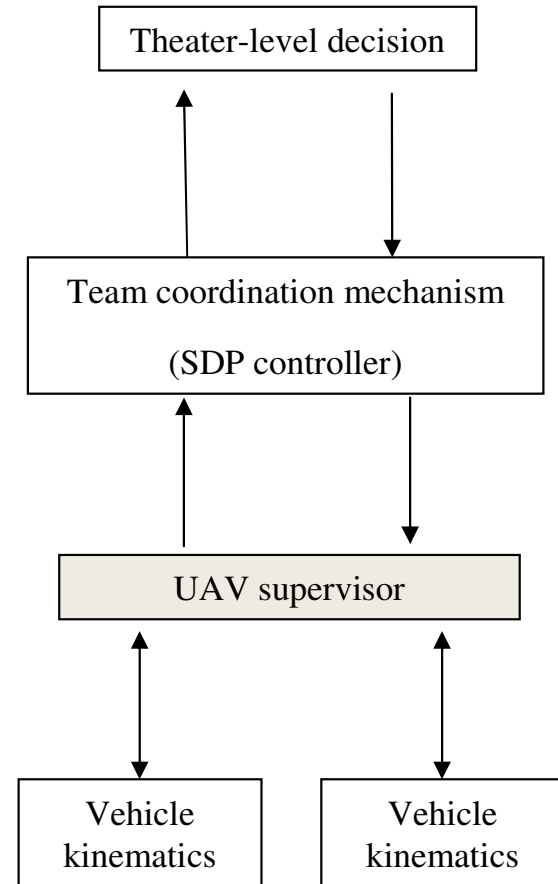 Theater-level decision
Team coordination mechanism
(SDP controller)
UAV supervisor
Vehicle
kinematics
Vehicle
kinematics